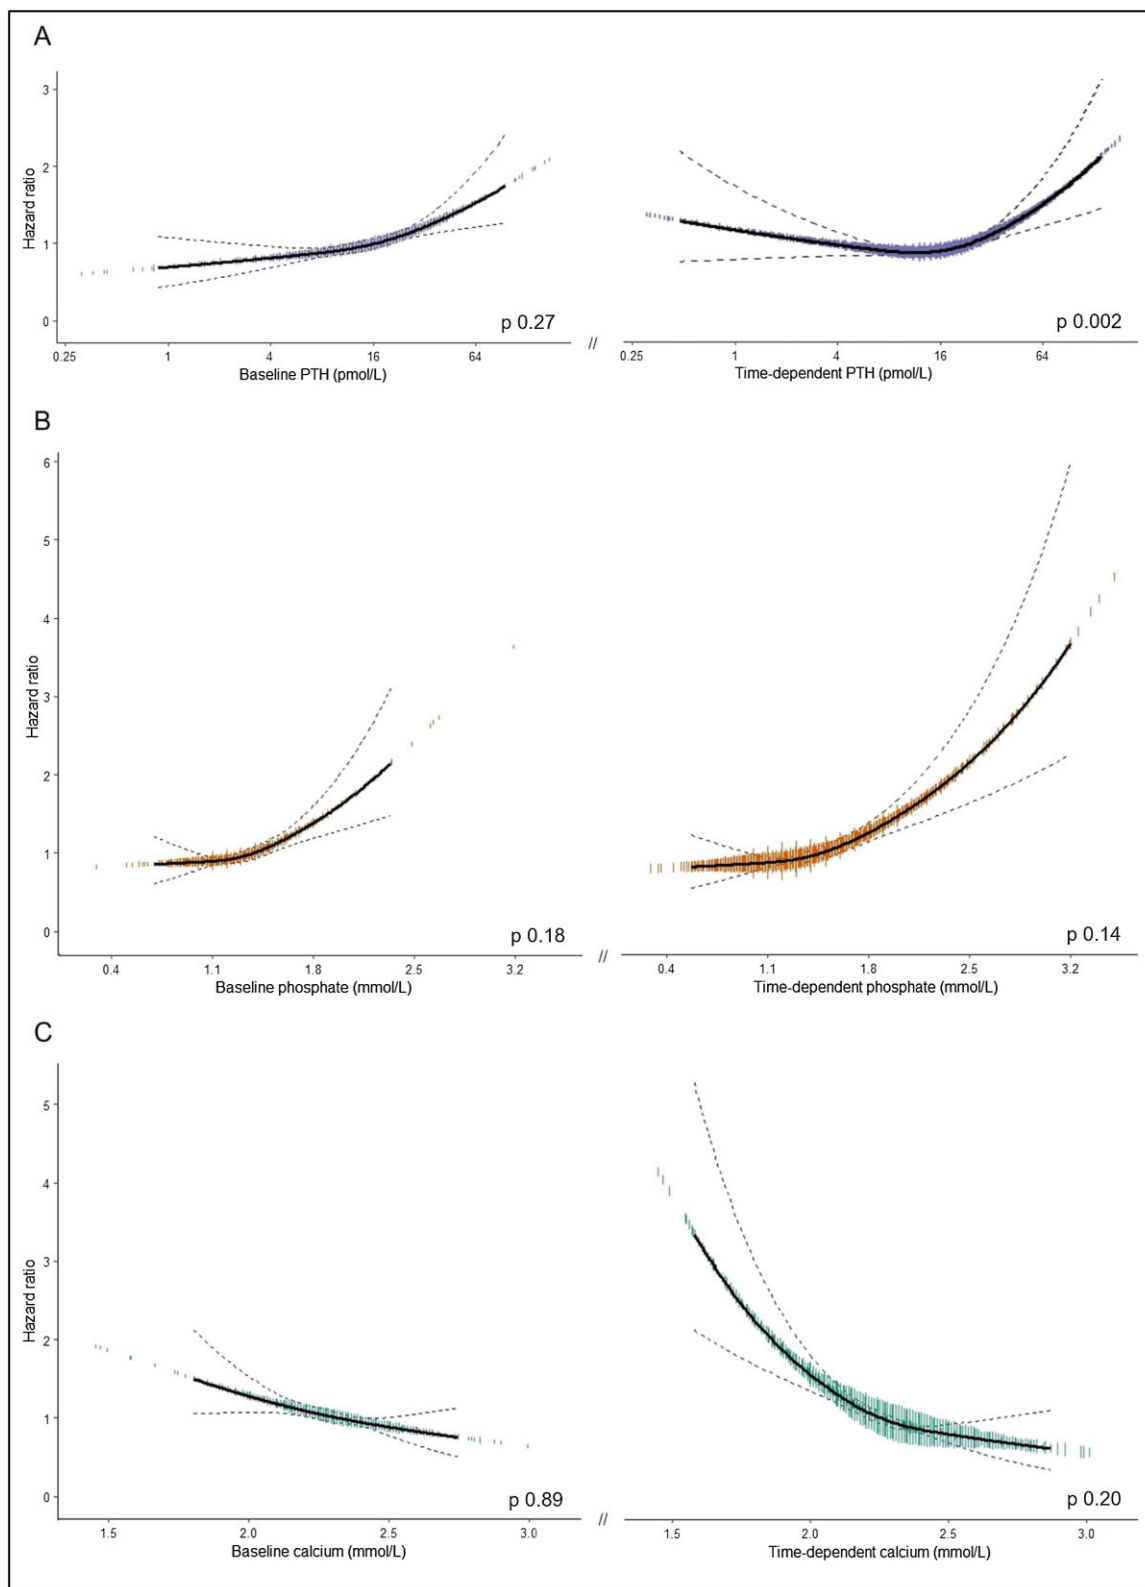 A
3
2
1
0
Hazard ratio
p 0.27
p 0.002
0.25 1 4 16 64 // 0.25 1 4 16 64
Baseline PTH (pmol/L) Time-dependent PTH (pmol/L)
B
6
5
4
3
2
1
0
Hazard ratio
p 0.18
p 0.14
0.4 1.1 1.8 2.5 3.2 // 0.4 1.1 1.8 2.5 3.2
Baseline phosphate (mmol/L) Time-dependent phosphate (mmol/L)
C
5
4
3
2
1
0
Hazard ratio
p 0.89
p 0.20
1.5 2.0 2.5 3.0 // 1.5 2.0 2.5 3.0
Baseline calcium (mmol/L) Time-dependent calcium (mmol/L)